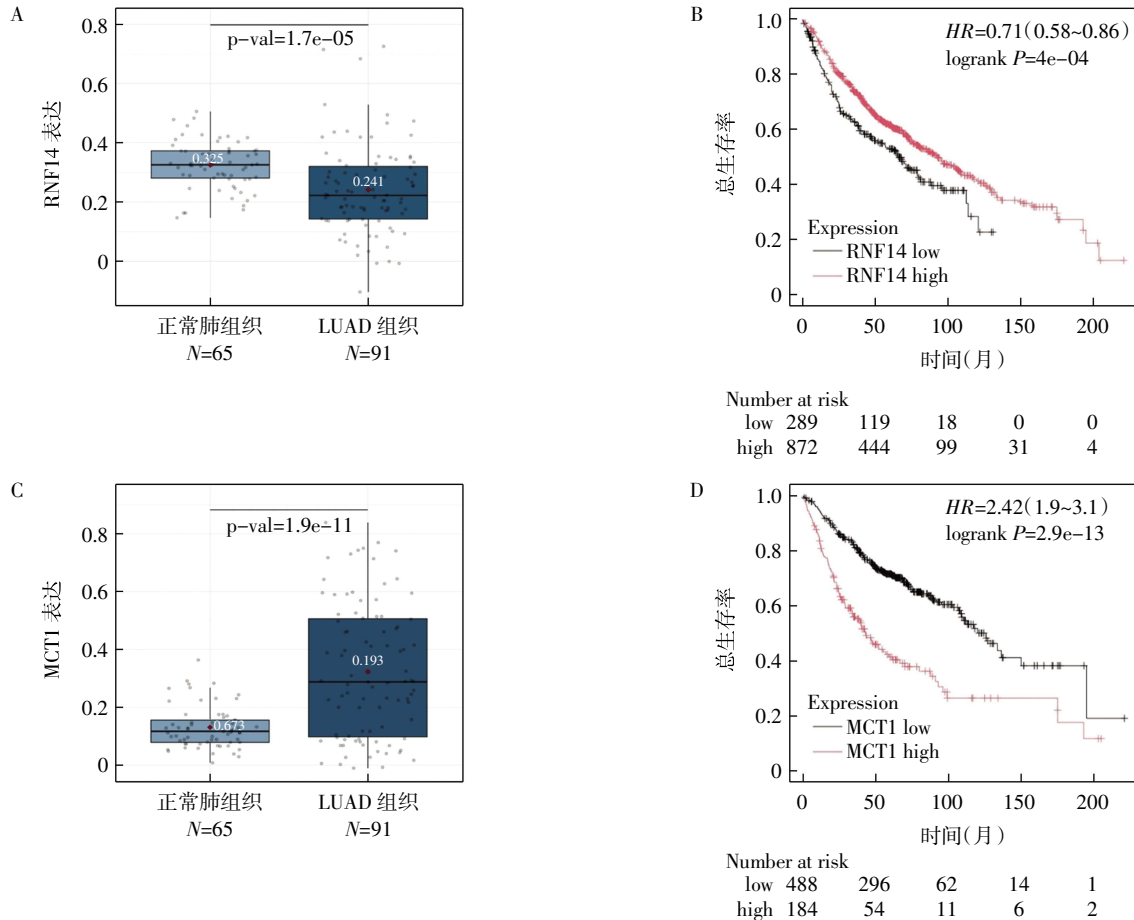 A
p-val=1.7e-05
RNF14 表达
0.8
0.6
0.4
0.2
0
0.325
0.241
正常肺组织
LUAD 组织
N=65
N=91
B
HR=0.71(0.58~0.86)
logrank P=4e-04
总生存率
1.0
0.8
0.6
0.4
0.2
0.0
Expression
RNF14 low
RNF14 high
0 50 100 150 200
时间(月)
Number at risk
low 289 119 18 0 0
high 872 444 99 31 4
C
p-val=1.9e-11
MCT1 表达
0.8
0.6
0.4
0.2
0
0.673
0.193
正常肺组织
LUAD 组织
N=65
N=91
D
HR=2.42(1.9~3.1)
logrank P=2.9e-13
总生存率
1.0
0.8
0.6
0.4
0.2
0.0
Expression
MCT1 low
MCT1 high
0 50 100 150 200
时间(月)
Number at risk
low 488 296 62 14 1
high 184 54 11 6 2